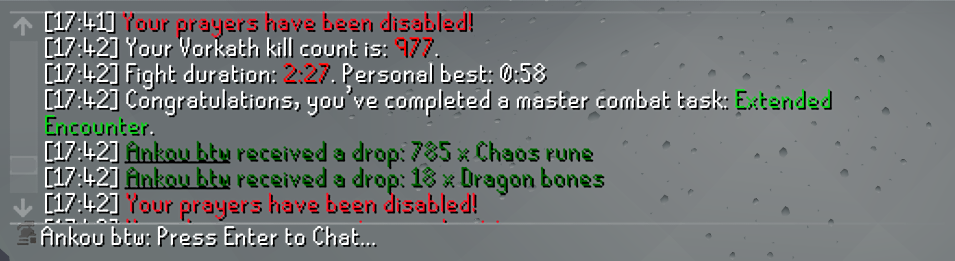 [17:41] Your prayers have been disabled!
[17:42] Your Vorkath kill count is: 977.
[17:42] Fight duration: 2:27. Personal best: 0:58
[17:42] Congratulations, you've completed a master combat task: Extended
Encounter.
[17:42] Ankou btw received a drop: 785 x Chaos rune
[17:42] Ankou btw received a drop: 18 x Dragon bones
[17:42] Your prayers have been disabled!
Ankou btw: Press Enter to Chat...